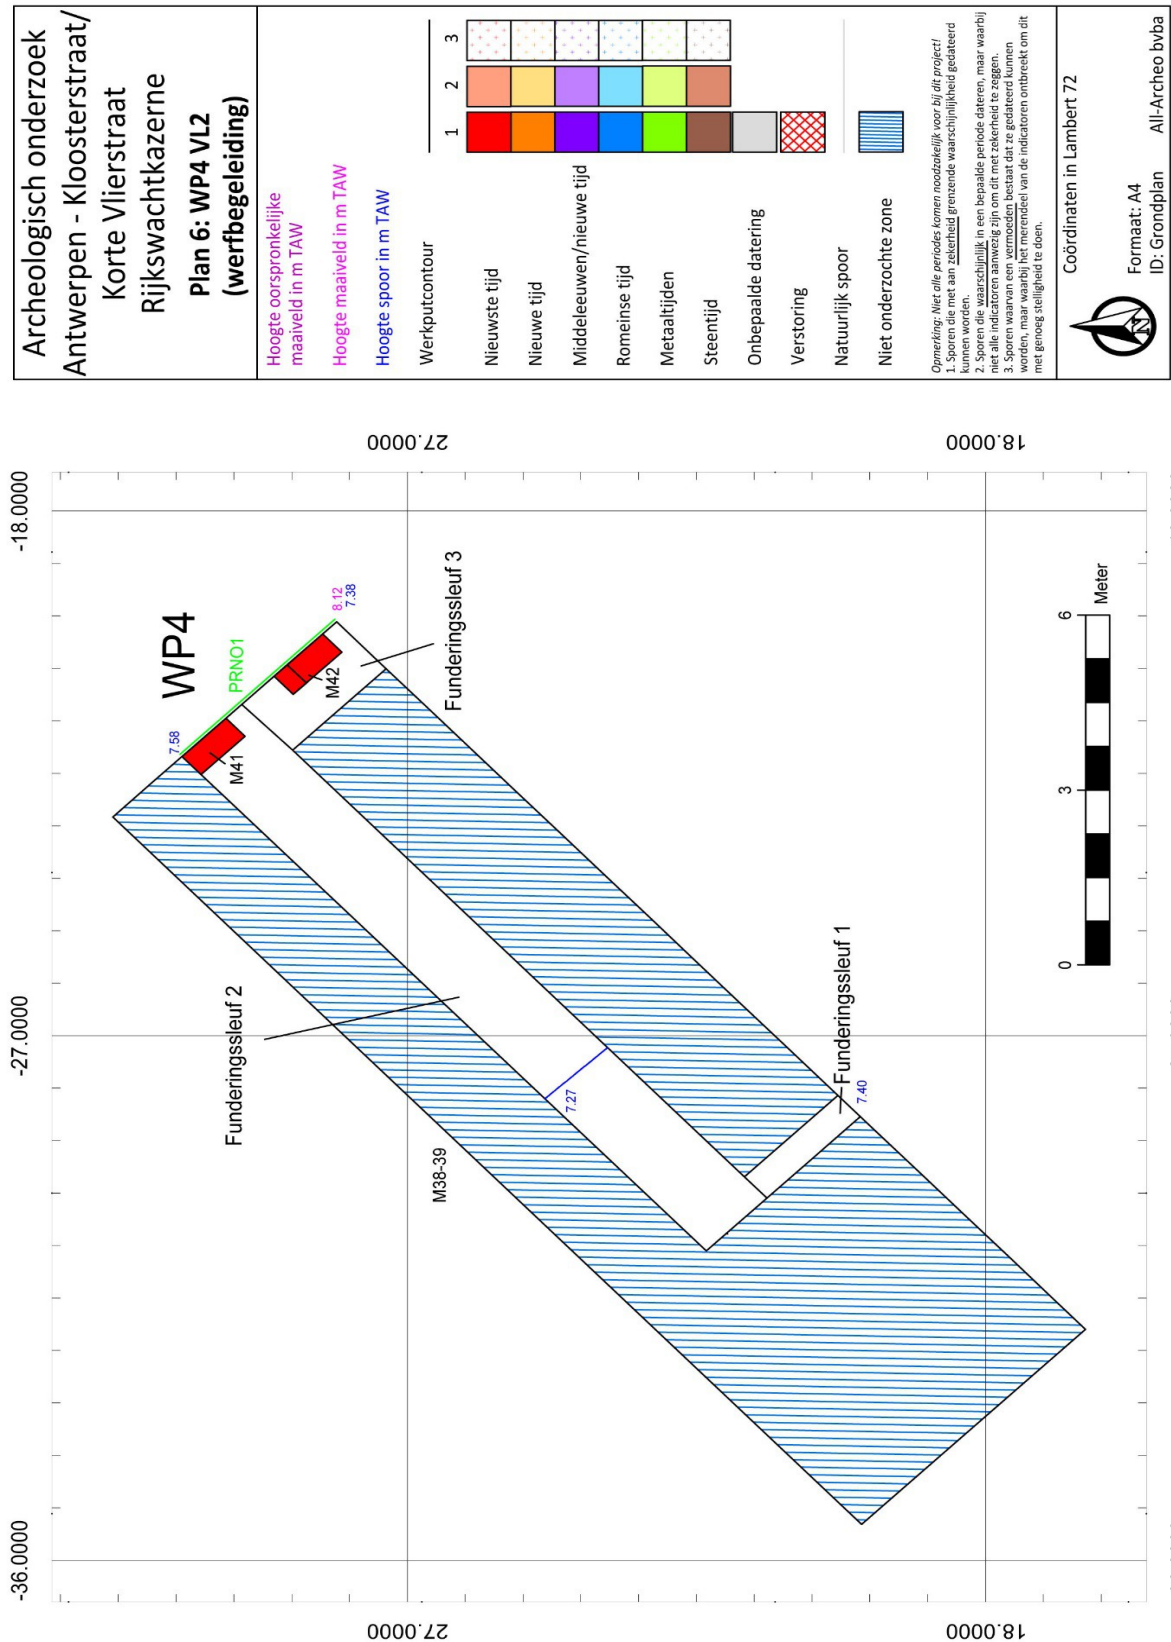 Archeologisch onderzoek
Antwerpen - Kloosterstraat/
Korte Vlierstraat
Rijkswachtkazerne
Plan 6: WP4 VL2
(werfbegeleiding)
Hoogte oorspronkelijke
maaiveld in m TAW
Hoogte maaiveld in m TAW
Hoogte spoor in m TAW
Werkputcontour
1 2 3
Nieuwste tijd
Nieuwe tijd
Middeleeuwen/nieuwe tijd
Romeinse tijd
Metaaltijden
Steentijd
Onbepaalde datering
Verstoring
Natuurlijk spoor
Niet onderzochte zone
Opmerking: Niet alle periodes komen noodzakelijk voor bij dit project!
1. Sporen die met aan zekerheid grenzende waarschijnlijkheid gedateerd
kunnen worden.
2. Sporen die waarschijnlijk in een bepaalde periode dateren, maar waarbij
niet alle indicatoren aanwezig zijn om dit met zekerheid te zeggen.
3. Sporen waarvan een vermoeden bestaat dat ze gedateerd kunnen
worden, maar waarbij het merendeel van de indicatoren ontbreekt om dit
met genoeg stelligheid te doen.
N
Coördinaten in Lambert 72
Formaat: A4
ID: Grondplan
All-Archeo bvba
-36.0000
-27.0000
-18.0000
27.0000
27.0000
18.0000
18.0000
WP4
PRNO1
7.58
8.12
7.38
M41
M42
Funderingssleuf 3
Funderingssleuf 2
M38-39
7.27
Funderingssleuf 1
7.40
0 3 6
Meter